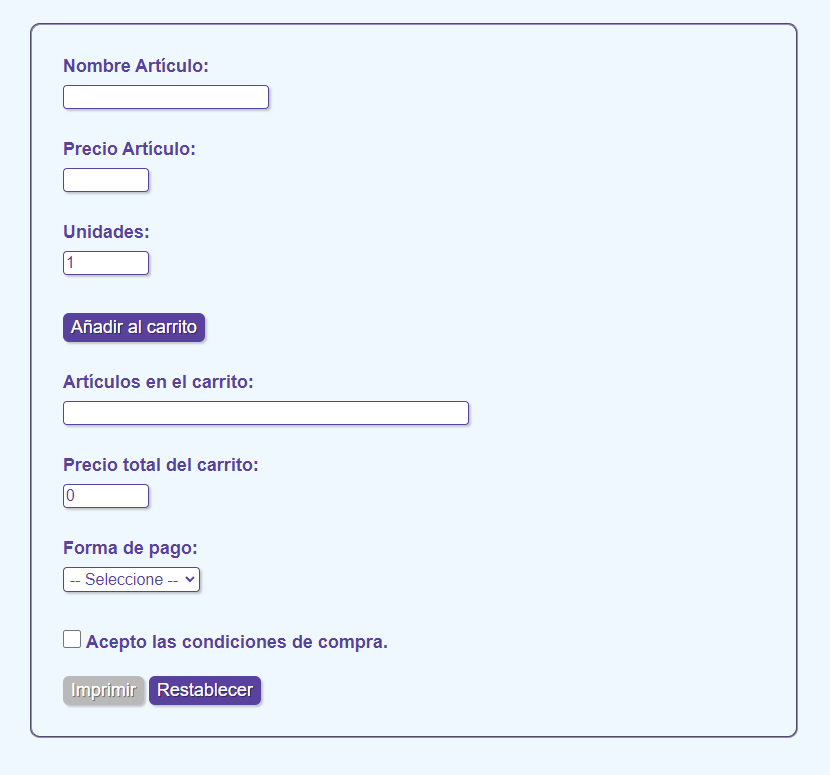 Nombre Artículo:
Precio Artículo:
Unidades:
1
Añadir al carrito
Artículos en el carrito:
Precio total del carrito:
0
Forma de pago:
-- Seleccione --
Acepto las condiciones de compra.
Imprimir Restablecer